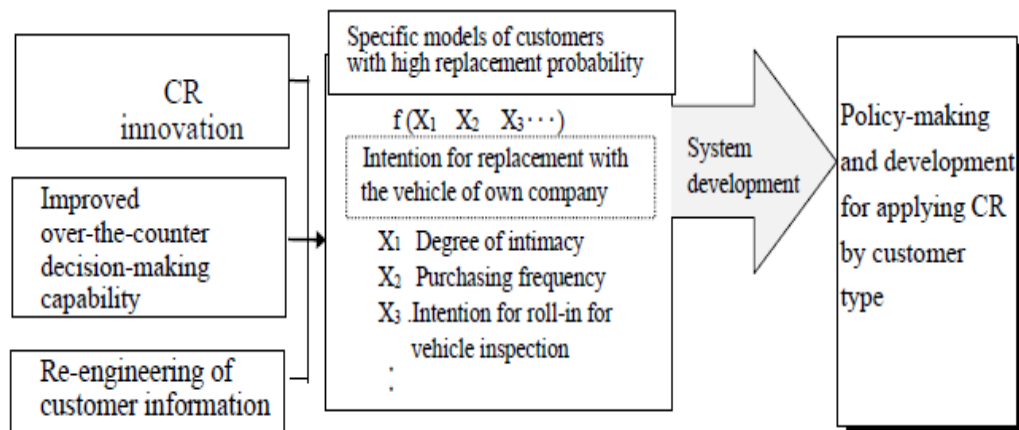 CR
innovation
Improved
over-the-counter
decision-making
capability
Re-engineering of
customer information
Specific models of customers
with high replacement probability
f (X₁ X₂ X₃···)
Intention for replacement with
the vehicle of own company
X₁ Degree of intimacy
X₂ Purchasing frequency
X₃ .Intention for roll-in for
vehicle inspection
:
System
development
Policy-making
and development
for applying CR
by customer
type